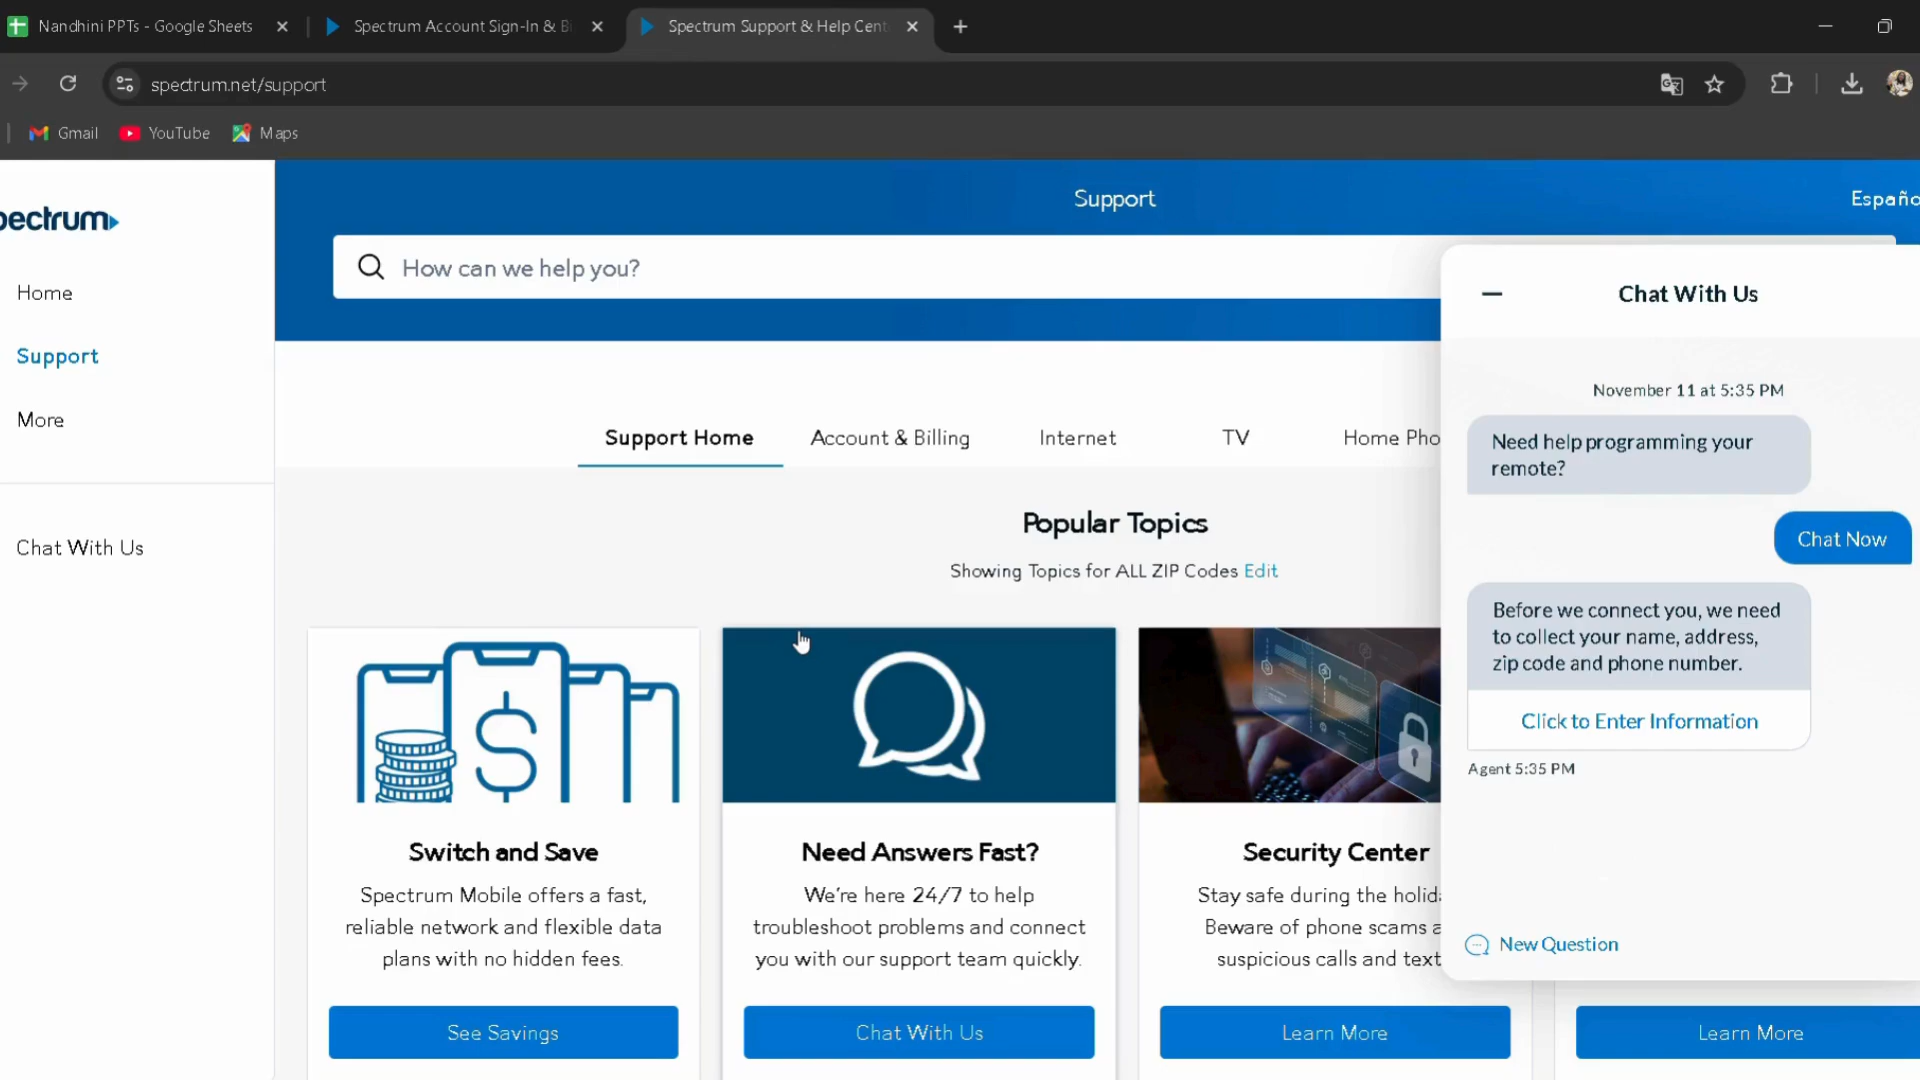 Nandhini PPTs - Google Sheets
Spectrum Account Sign-In & Bi
Spectrum Support & Help Cent
spectrum.net/support
Gmail
YouTube
Maps
pectrum
Home
Support
More
Chat With Us
Support
Españo
How can we help you?
Support Home
Account & Billing
Internet
TV
Home Pho
Popular Topics
Showing Topics for ALL ZIP Codes Edit
Switch and Save
Spectrum Mobile offers a fast,
reliable network and flexible data
plans with no hidden fees.
See Savings
Need Answers Fast?
We're here 24/7 to help
troubleshoot problems and connect
you with our support team quickly.
Chat With Us
Security Center
Stay safe during the holid
Beware of phone scams a
suspicious calls and text
Learn More
Learn More
Chat With Us
November 11 at 5:35 PM
Need help programming your
remote?
Chat Now
Before we connect you, we need
to collect your name, address,
zip code and phone number.
Click to Enter Information
Agent 5:35 PM
New Question